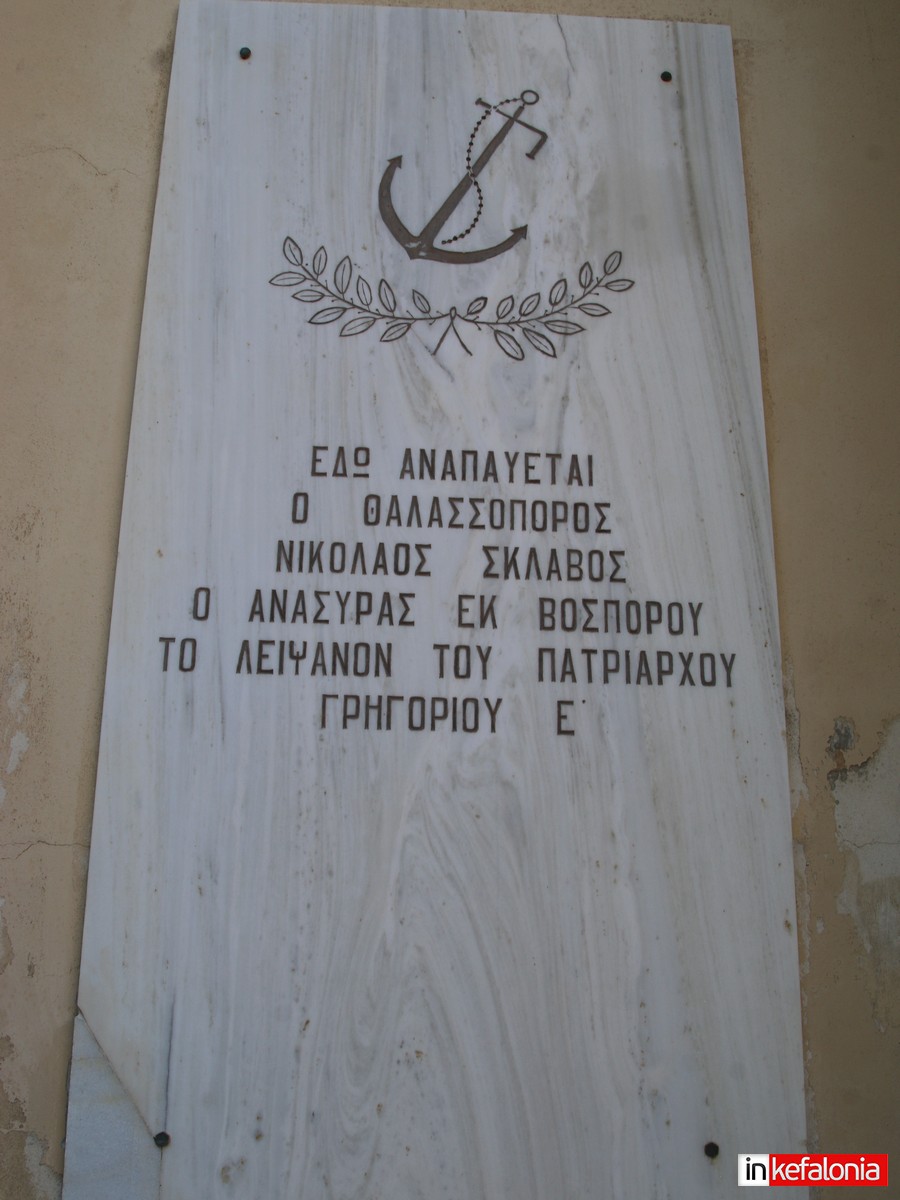 ΕΔΩ ΑΝΑΠΑΥΕΤΑΙ
Ο ΘΑΛΑΣΣΟΠΟΡΟΣ
ΝΙΚΟΛΑΟΣ ΣΚΛΑΒΟΣ
Ο ΑΝΑΣΥΡΑΣ ΕΚ ΒΟΣΠΟΡΟΥ
ΤΟ ΛΕΙΨΑΝΟΝ ΤΟΥ ΠΑΤΡΙΑΡΧΟΥ
ΓΡΗΓΟΡΙΟΥ Ε΄
inkefalonia